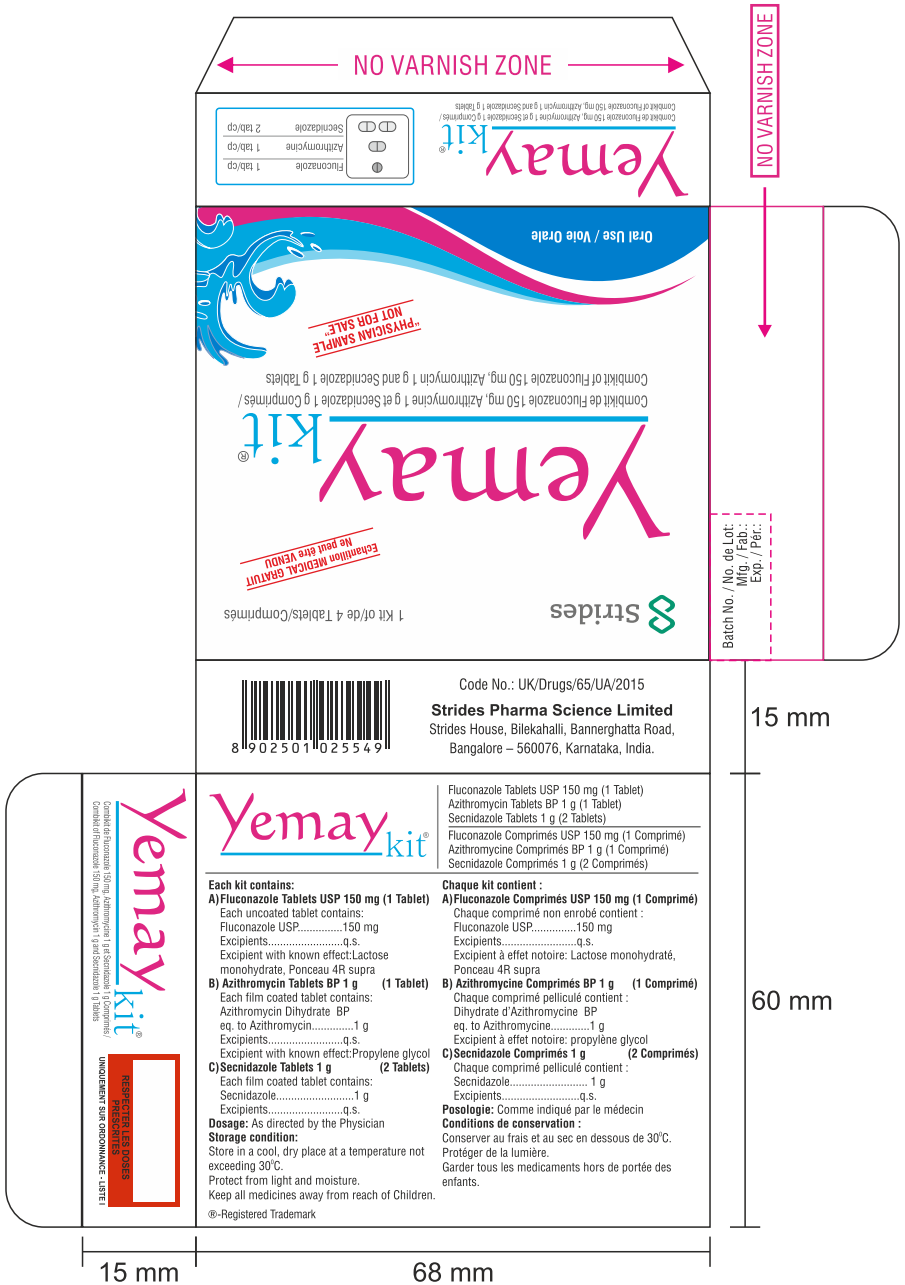 NO VARNISH ZONE
NO VARNISH ZONE
Yemay
kit®
Combikit de Fluconazole 150 mg, Azithromycine 1 g et Secnidazole 1 g Comprimés/
Combikit of Fluconazole 150 mg, Azithromycin 1 g and Secnidazole 1 g Tablets
Fluconazole 1 tab/cp
Azithromycine 1 tab/cp
Secnidazole 2 tab/cp
Strides
1 Kit of/de 4 Tablets/Comprimés
Echantillon MEDICAL GRATUIT
Ne peut être VENDU
Yemay
kit®
Combikit de Fluconazole 150 mg, Azithromycine 1 g et Secnidazole 1 g Comprimés/
Combikit of Fluconazole 150 mg, Azithromycin 1 g and Secnidazole 1 g Tablets
"PHYSICIAN SAMPLE
NOT FOR SALE"
Oral Use / Voie Orale
Batch No. / No. de Lot:
Mfg. / Fab.:
Exp. / Pér.:
8 902501 025549
Code No.: UK/Drugs/65/UA/2015
Strides Pharma Science Limited
Strides House, Bilekahalli, Bannerghatta Road,
Bangalore – 560076, Karnataka, India.
15 mm
Yemay
kit®
Combikit de Fluconazole 150 mg, Azithromycine 1 g et Secnidazole 1 g Comprimés/
Combikit of Fluconazole 150 mg, Azithromycin 1 g and Secnidazole 1 g Tablets
RESPECTER LES DOSES
PRESCRITES
UNIQUEMENT SUR ORDONNANCE - LISTE I
Yemay
kit®
Fluconazole Tablets USP 150 mg (1 Tablet)
Azithromycin Tablets BP 1 g (1 Tablet)
Secnidazole Tablets 1 g (2 Tablets)
Fluconazole Comprimés USP 150 mg (1 Comprimé)
Azithromycine Comprimés BP 1 g (1 Comprimé)
Secnidazole Comprimés 1 g (2 Comprimés)
Each kit contains:
A) Fluconazole Tablets USP 150 mg (1 Tablet)
Each uncoated tablet contains:
Fluconazole USP...............150 mg
Excipients.........................q.s.
Excipient with known effect:Lactose
monohydrate, Ponceau 4R supra
B) Azithromycin Tablets BP 1 g (1 Tablet)
Each film coated tablet contains:
Azithromycin Dihydrate BP
eq. to Azithromycin..............1 g
Excipients.........................q.s.
Excipient with known effect:Propylene glycol
C) Secnidazole Tablets 1 g (2 Tablets)
Each film coated tablet contains:
Secnidazole..........................1 g
Excipients.........................q.s.
Dosage: As directed by the Physician
Storage condition:
Store in a cool, dry place at a temperature not
exceeding 30⁰C.
Protect from light and moisture.
Keep all medicines away from reach of Children.
®-Registered Trademark
Chaque kit contient :
A) Fluconazole Comprimés USP 150 mg (1 Comprimé)
Chaque comprimé non enrobé contient :
Fluconazole USP...............150 mg
Excipients.........................q.s.
Excipient à effet notoire: Lactose monohydraté,
Ponceau 4R supra
B) Azithromycine Comprimés BP 1 g (1 Comprimé)
Chaque comprimé pelliculé contient :
Dihydrate d'Azithromycine BP
eq. to Azithromycine.............1 g
Excipient à effet notoire: propylène glycol
C) Secnidazole Comprimés 1 g (2 Comprimés)
Chaque comprimé pelliculé contient :
Secnidazole.......................... 1 g
Excipients..........................q.s.
Posologie: Comme indiqué par le médecin
Conditions de conservation :
Conserver au frais et au sec en dessous de 30⁰C.
Protéger de la lumière.
Garder tous les medicaments hors de portée des
enfants.
60 mm
15 mm
68 mm